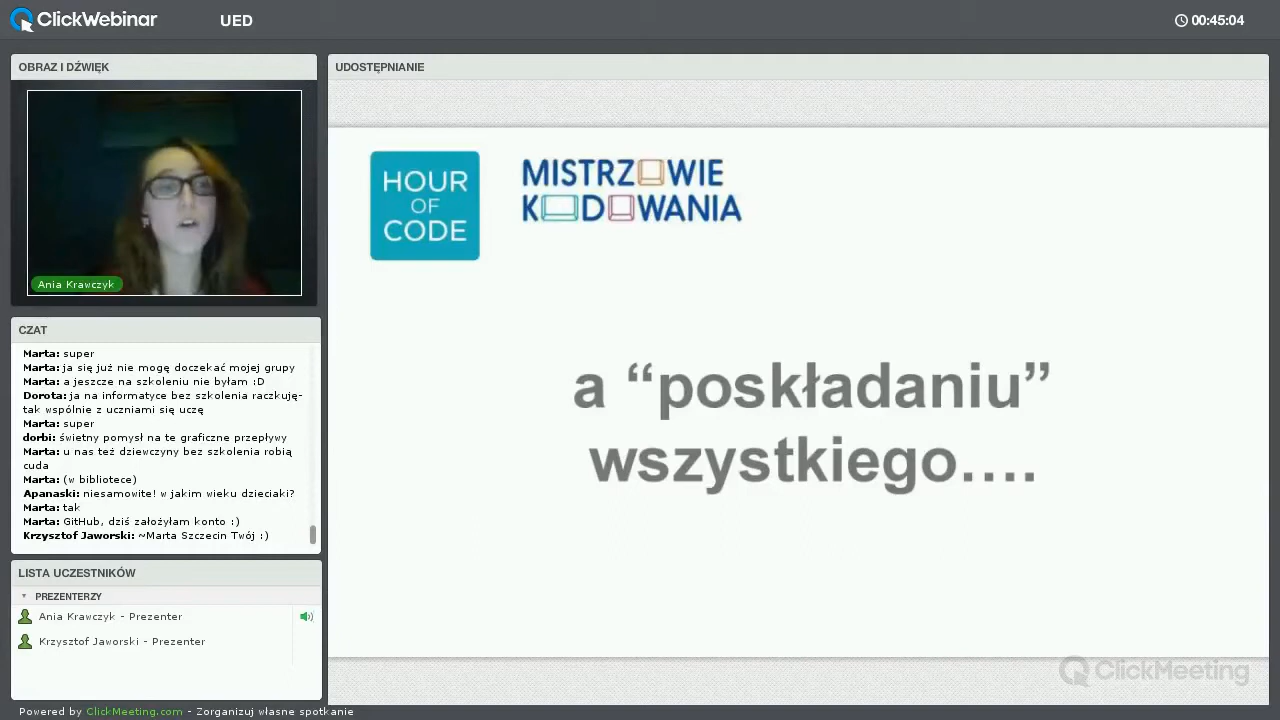 ClickWebinar
UED
00:45:04
OBRAZ I DŹWIĘK
Ania Krawczyk
CZAT
Marta: super
Marta: ja się już nie mogę doczekać mojej grupy
Marta: a jeszcze na szkoleniu nie byłam :D
Dorota: ja na informatyce bez szkolenia raczkuję-
tak wspólnie z uczniami się uczę
Marta: super
dorbi: świetny pomysł na te graficzne przepływy
Marta: u nas też dziewczyny bez szkolenia robią
cuda
Marta: (w bibliotece)
Apanaski: niesamowite! w jakim wieku dzieciaki?
Marta: tak
Marta: GitHub, dziś założyłam konto :)
Krzysztof Jaworski: ~Marta Szczecin Twój :)
LISTA UCZESTNIKÓW
PREZENTERZY
Ania Krawczyk - Prezenter
Krzysztof Jaworski - Prezenter
UDOSTĘPNIANIE
HOUR
OF
CODE
MISTRZOWIE
KODOWANIA
a “poskładaniu”
wszystkiego....
ClickMeeting
Powered by ClickMeeting.com - Zorganizuj własne spotkanie